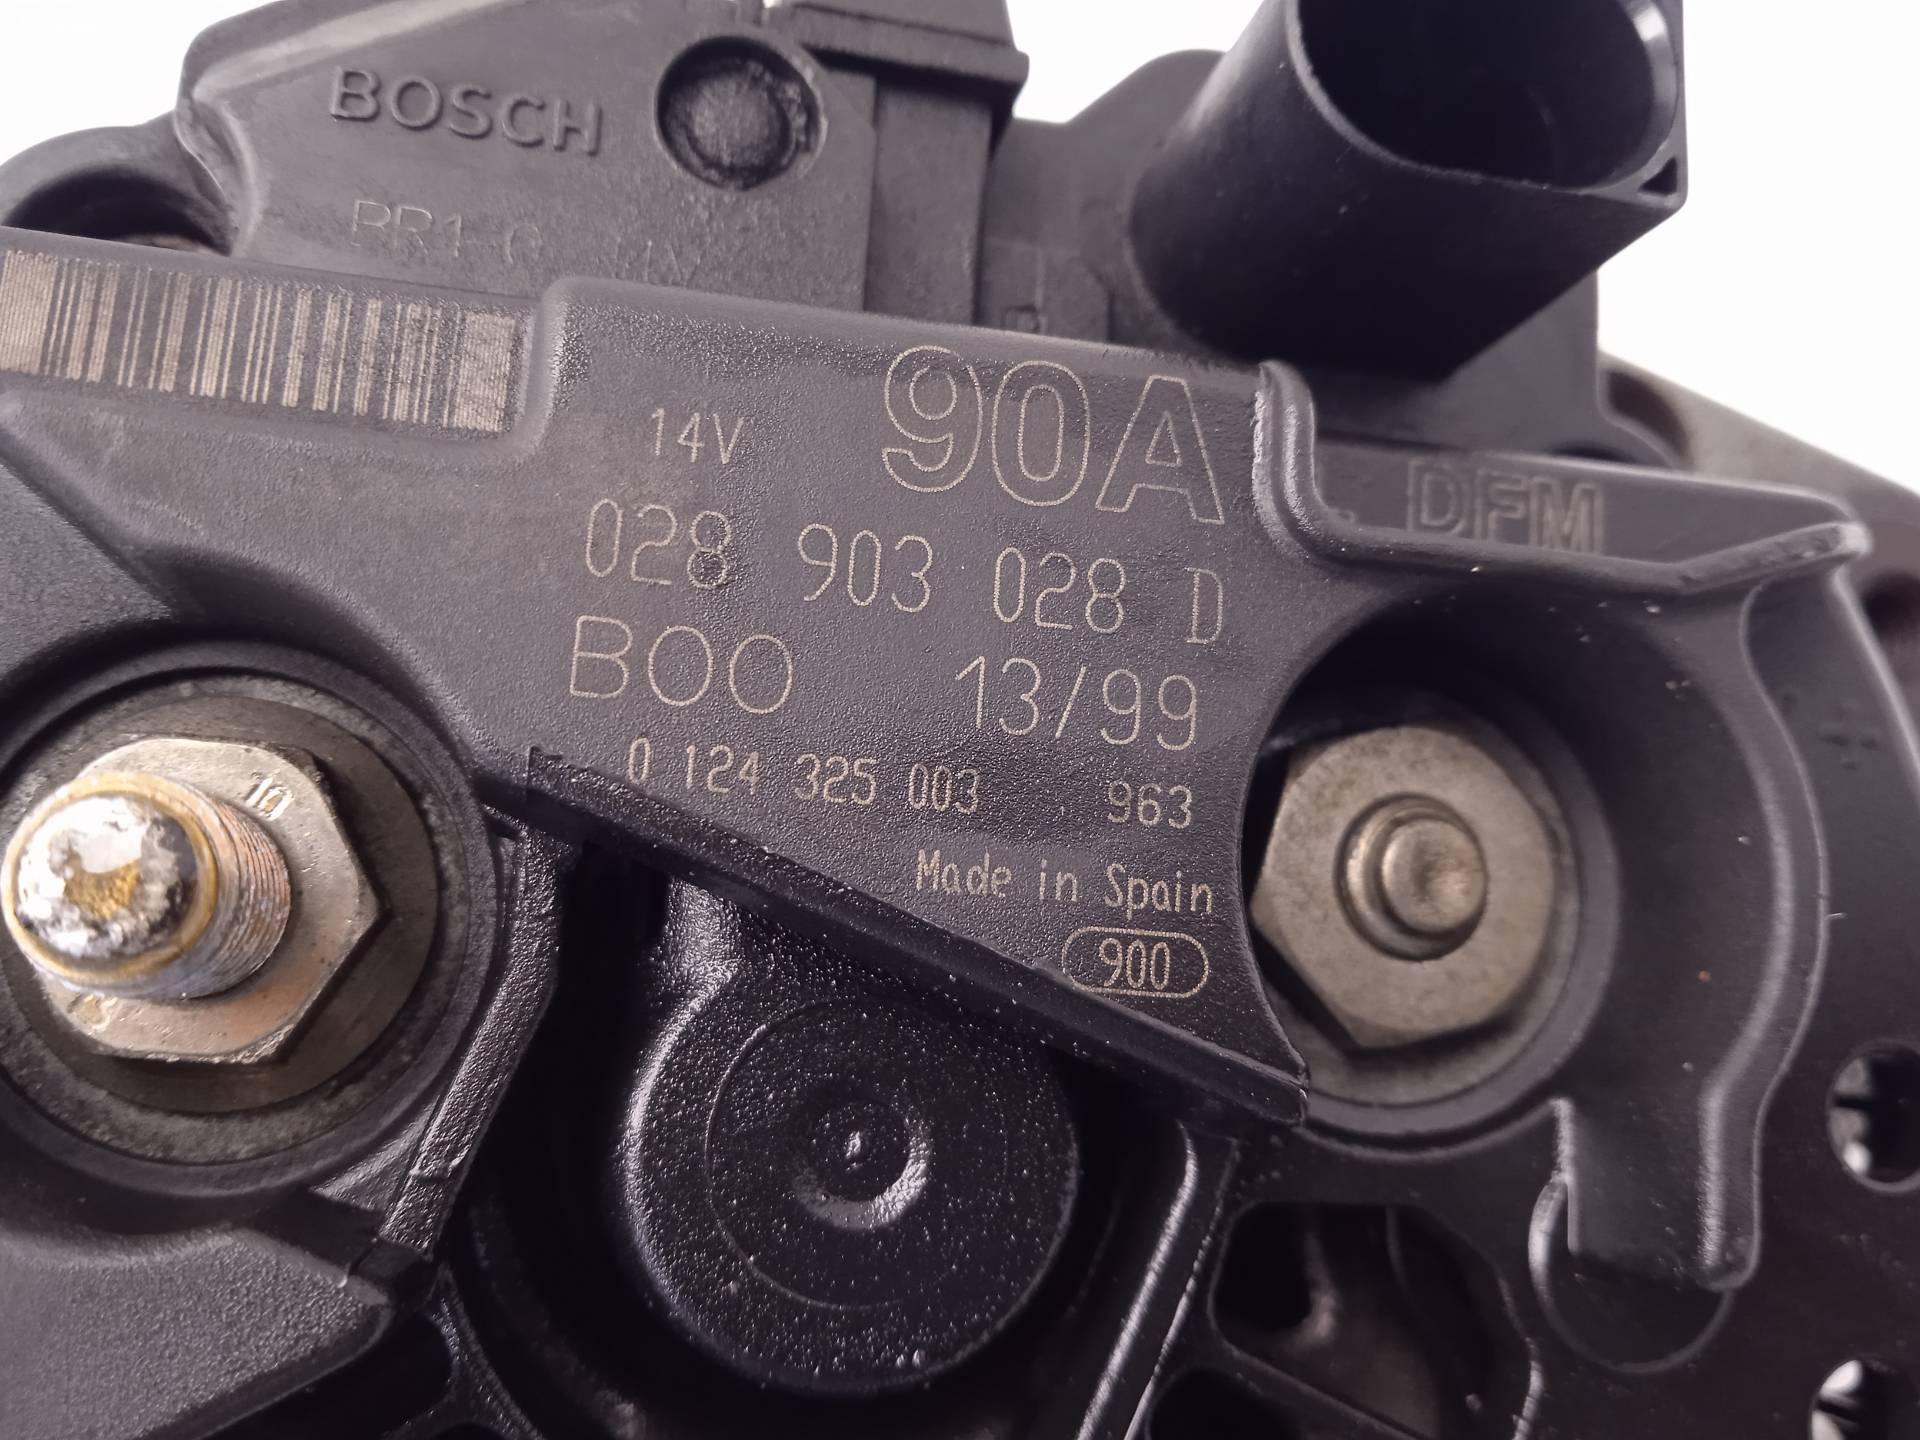 BOSCH
14V 90A
L DFM
028 903 028 D
BOO 13/99
0 124 325 003 963
Made in Spain
900
10